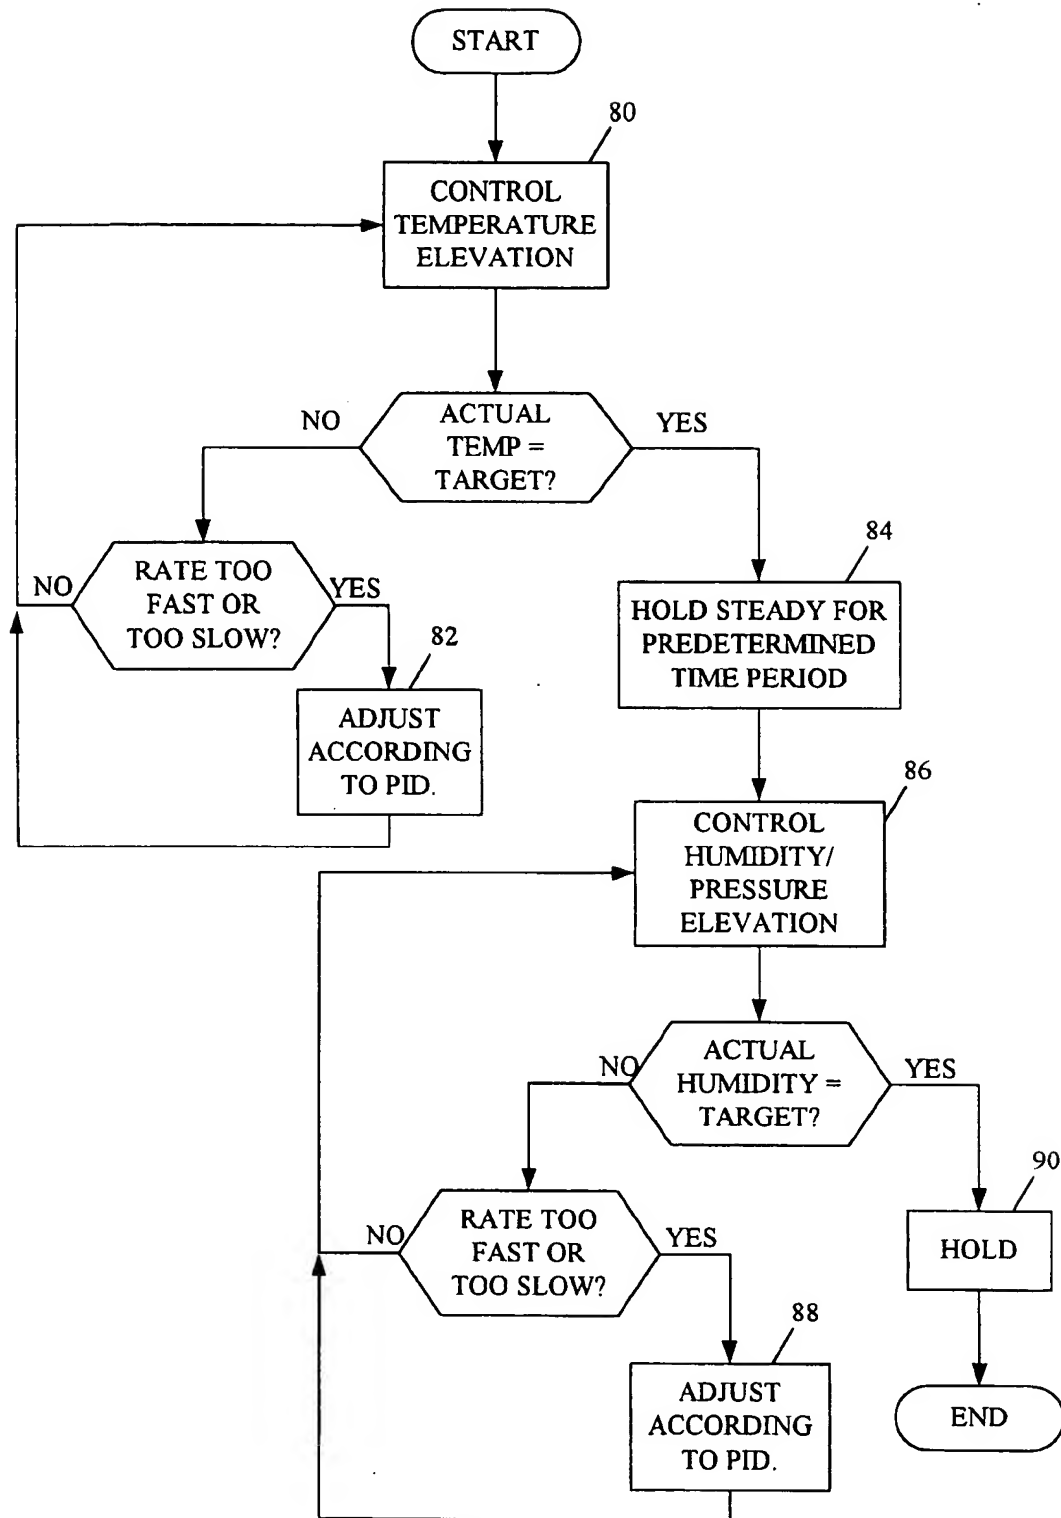 START
80
CONTROL
TEMPERATURE
ELEVATION
NO
ACTUAL
TEMP =
TARGET?
YES
NO
RATE TOO
FAST OR
TOO SLOW?
YES
82
ADJUST
ACCORDING
TO PID.
84
HOLD STEADY FOR
PREDETERMINED
TIME PERIOD
86
CONTROL
HUMIDITY/
PRESSURE
ELEVATION
NO
ACTUAL
HUMIDITY =
TARGET?
YES
NO
RATE TOO
FAST OR
TOO SLOW?
YES
90
HOLD
88
ADJUST
ACCORDING
TO PID.
END